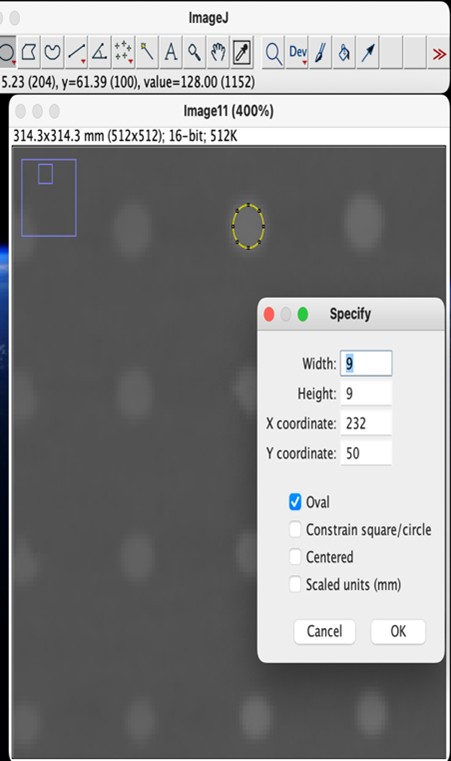 ImageJ
A
Dev
5.23 (204), y=61.39 (100), value=128.00 (1152)
Image11 (400%)
314.3x314.3 mm (512x512); 16-bit; 512K
Specify
Width: 9
Height: 9
X coordinate: 232
Y coordinate: 50
Oval
Constrain square/circle
Centered
Scaled units (mm)
Cancel OK